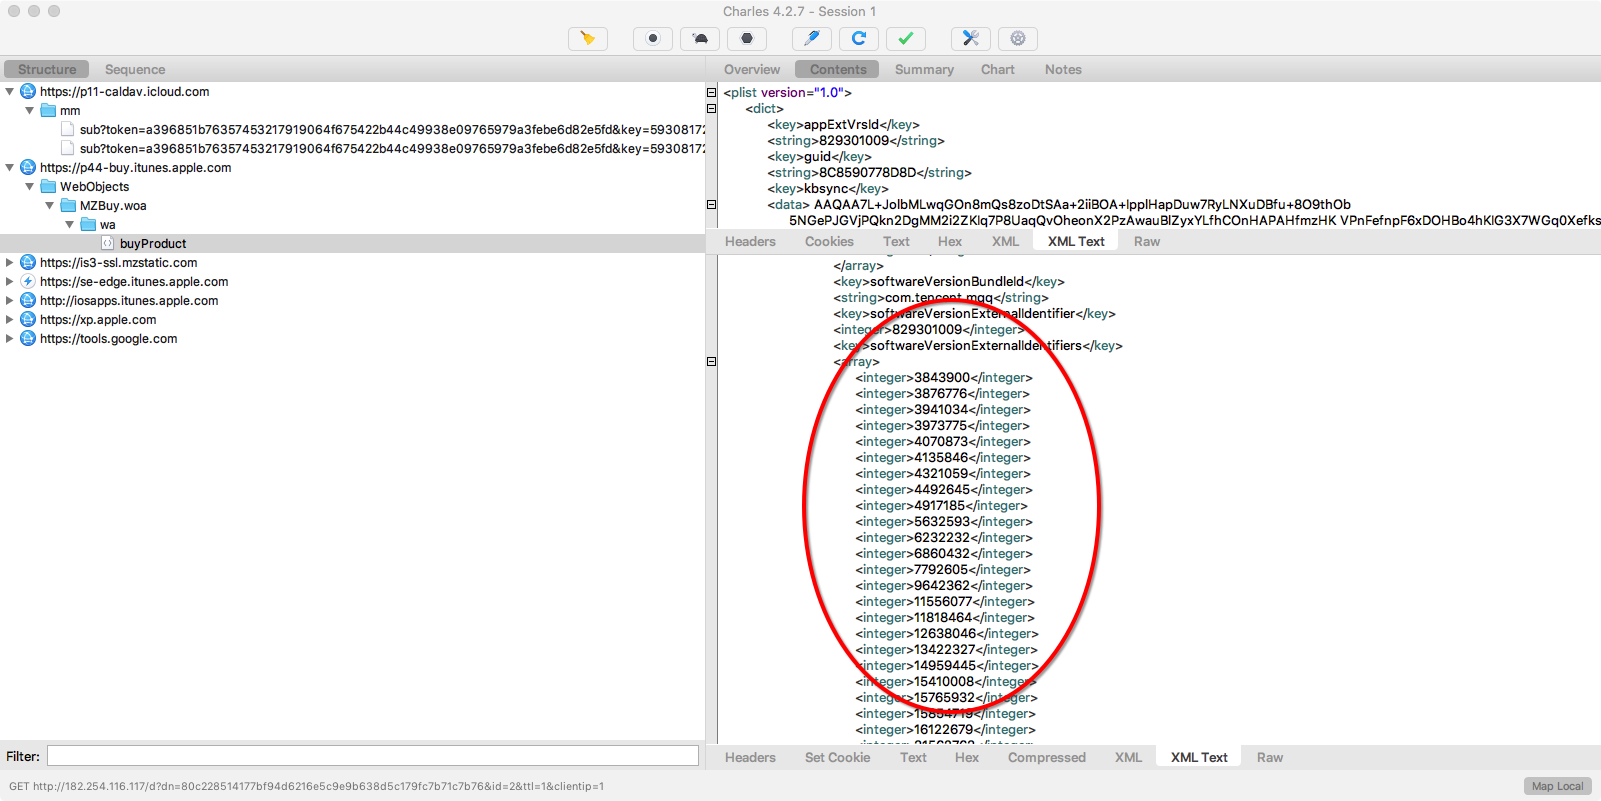 Charles 4.2.7 - Session 1
Structure
Sequence
https://p11-caldav.icloud.com
mm
sub?token=a396851b76357453217919064f675422b44c49938e09765979a3febe6d82e5fd&key=59308172
sub?token=a396851b76357453217919064f675422b44c49938e09765979a3febe6d82e5fd&key=59308172
https://p44-buy.itunes.apple.com
WebObjects
MZBuy.woa
wa
buyProduct
https://is3-ssl.mzstatic.com
https://se-edge.itunes.apple.com
http://iosapps.itunes.apple.com
https://xp.apple.com
https://tools.google.com
Filter:
Overview
Contents
Summary
Chart
Notes
<plist version="1.0">
<dict>
<key>appExtVrsId</key>
<string>829301009</string>
<key>guid</key>
<string>8C8590778D8D</string>
<key>kbsync</key>
<data> AAQAA7L+JolbMLwqGOn8mQs8zoDtSAa+2iiBOA+lpplHapDuw7RyLNXuDBfu+8O9thOb
5NGePJGVjPQkn2DgMM2i2ZKlq7P8UaqQvOheonX2PzAwauBlZyxYLfhCOnHAPAHfmzHK VPnFefnpF6xDOHBo4hKlG3X7WGq0Xefks
Headers
Cookies
Text
Hex
XML
XML Text
Raw
</array>
<key>softwareVersionBundleId</key>
<string>com.tencent.mqq</string>
<key>softwareVersionExternalIdentifier</key>
<integer>829301009</integer>
<key>softwareVersionExternalIdentifiers</key>
<array>
<integer>3843900</integer>
<integer>3876776</integer>
<integer>3941034</integer>
<integer>3973775</integer>
<integer>4070873</integer>
<integer>4135846</integer>
<integer>4321059</integer>
<integer>4492645</integer>
<integer>4917185</integer>
<integer>5632593</integer>
<integer>6232232</integer>
<integer>6860432</integer>
<integer>7792605</integer>
<integer>9642362</integer>
<integer>11556077</integer>
<integer>11818464</integer>
<integer>12638046</integer>
<integer>13422327</integer>
<integer>14959445</integer>
<integer>15410008</integer>
<integer>15765932</integer>
<integer>15854719</integer>
<integer>16122679</integer>
Headers
Set Cookie
Text
Hex
Compressed
XML
XML Text
Raw
GET http://182.254.116.117/d?dn=80c228514177bf94d6216e5c9e9b638d5c179fc7b71c7b76&id=2&ttl=1&clientip=1
Map Local